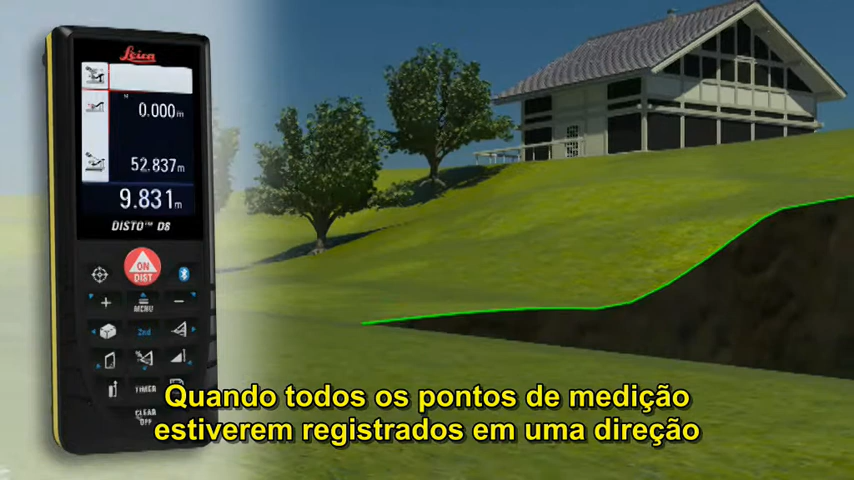 Leica
0.000m
52.837m
9.831m
DISTO™ D8
ON
DIST
+
MENU
−
2nd
TIMER
CLEAR
OFF
Quando todos os pontos de medição
estiverem registrados em uma direção